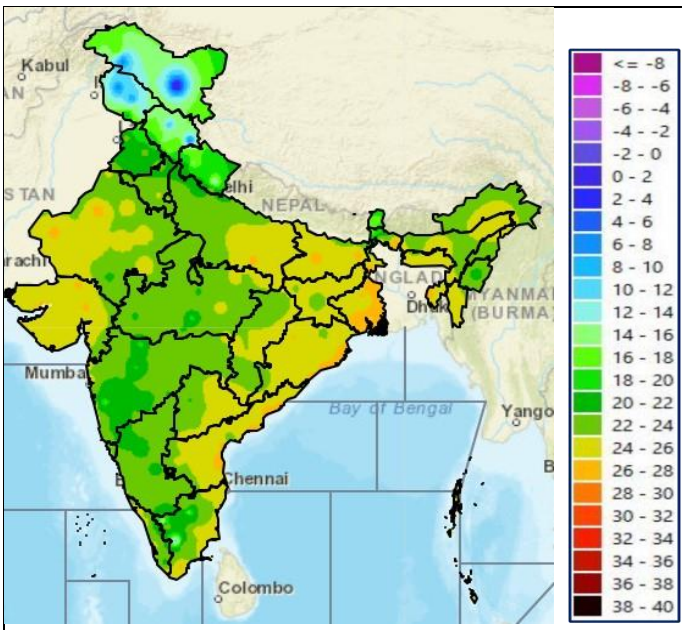 Kabul
AN
STAN
elhi
NEPAL
rachi
NGLAD
Dhak
MYANMAR
(BURMA)
Mumba
Bay of Bengal
Yango
B
Chennai
Colombo
<= -8
-8 - -6
-6 - -4
-4 - -2
-2 - 0
0 - 2
2 - 4
4 - 6
6 - 8
8 - 10
10 - 12
12 - 14
14 - 16
16 - 18
18 - 20
20 - 22
22 - 24
24 - 26
26 - 28
28 - 30
30 - 32
32 - 34
34 - 36
36 - 38
38 - 40